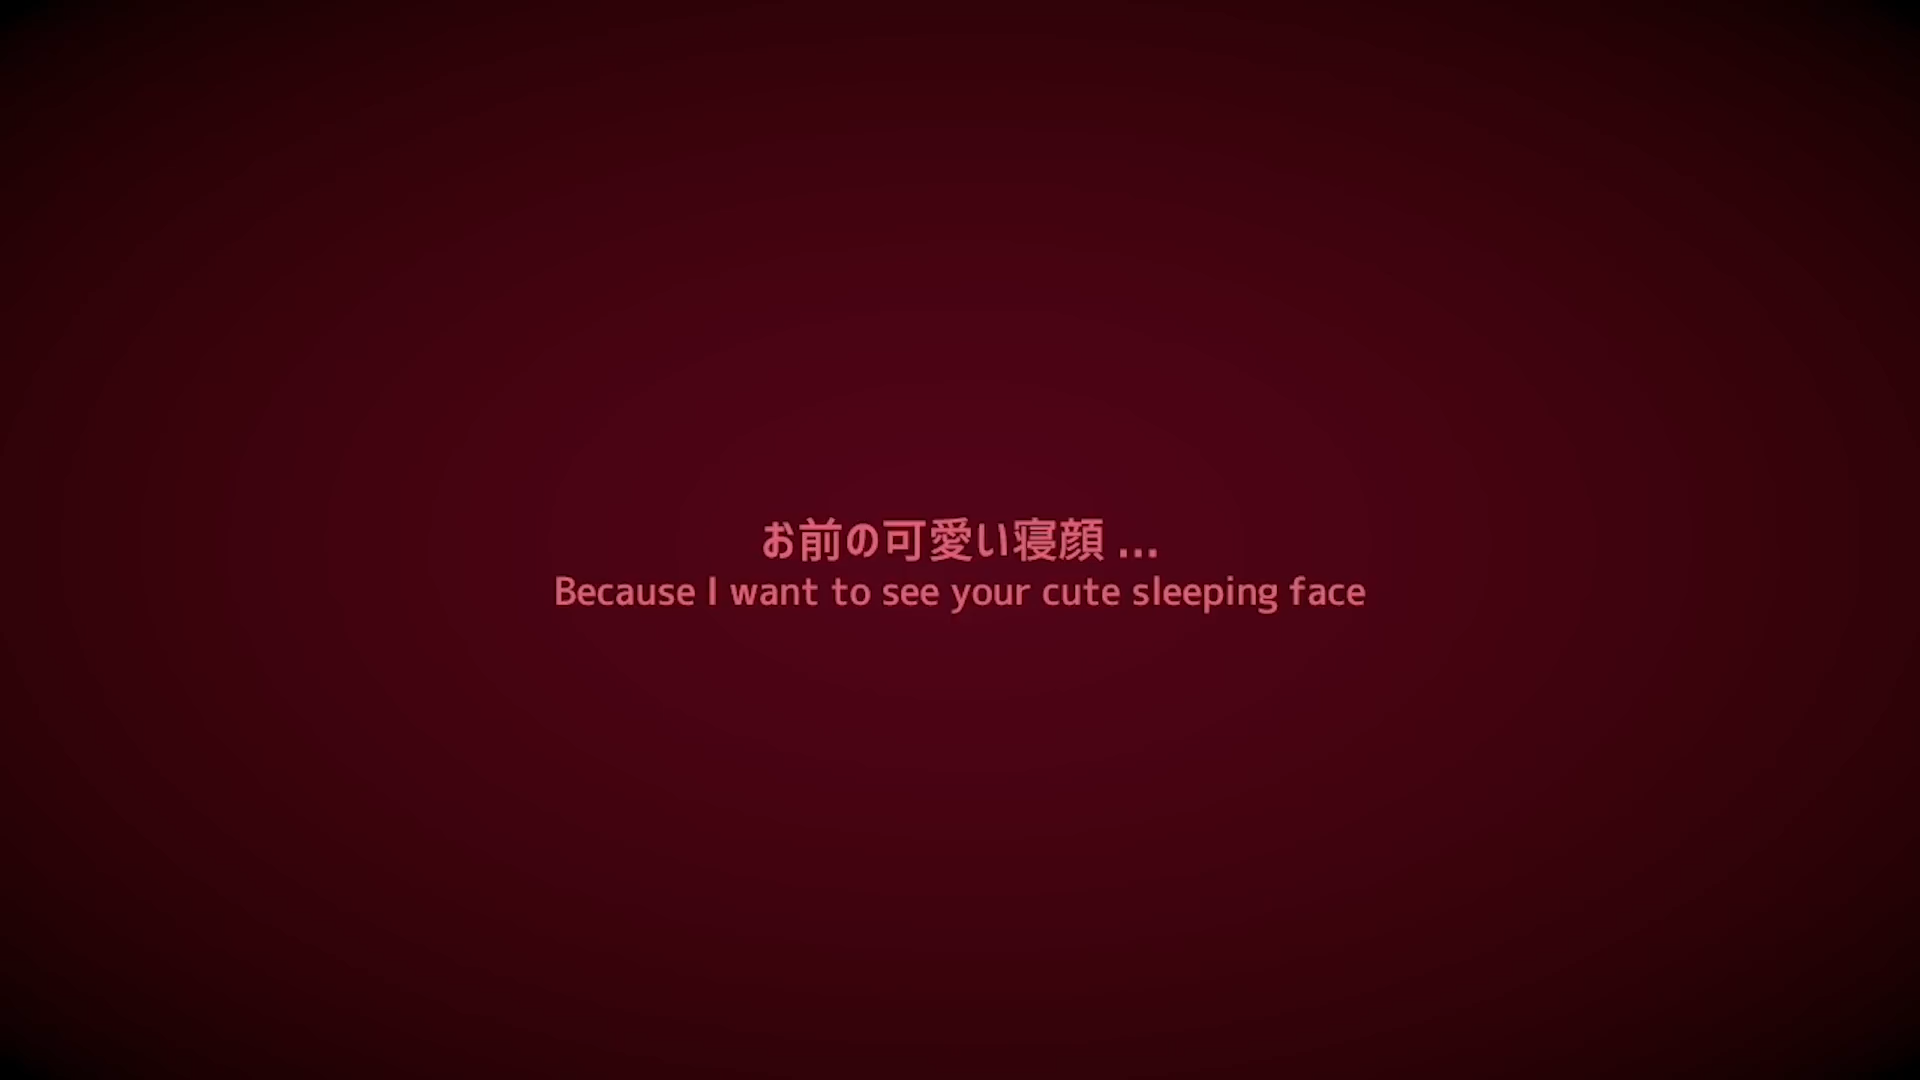 お前の可愛い寝顔 ...
Because I want to see your cute sleeping face